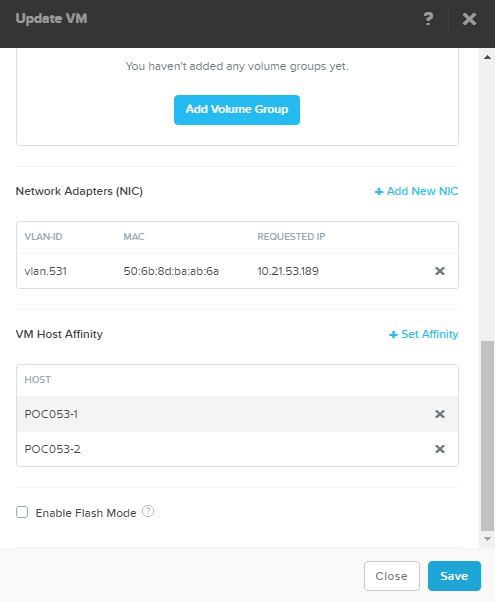 Update VM ? ×
You haven't added any volume groups yet.
Add Volume Group
Network Adapters (NIC) + Add New NIC
VLAN-ID MAC REQUESTED IP
vlan.531 50:6b:8d:ba:ab:6a 10.21.53.189 ×
VM Host Affinity + Set Affinity
HOST
POC053-1 ×
POC053-2 ×
Enable Flash Mode ?
Close Save